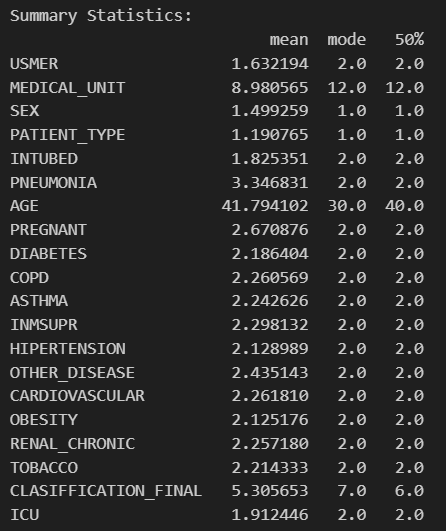 Summary Statistics:
mean mode 50%
USMER 1.632194 2.0 2.0
MEDICAL_UNIT 8.980565 12.0 12.0
SEX 1.499259 1.0 1.0
PATIENT_TYPE 1.190765 1.0 1.0
INTUBED 1.825351 2.0 2.0
PNEUMONIA 3.346831 2.0 2.0
AGE 41.794102 30.0 40.0
PREGNANT 2.670876 2.0 2.0
DIABETES 2.186404 2.0 2.0
COPD 2.260569 2.0 2.0
ASTHMA 2.242626 2.0 2.0
INMSUPR 2.298132 2.0 2.0
HIPERTENSION 2.128989 2.0 2.0
OTHER_DISEASE 2.435143 2.0 2.0
CARDIOVASCULAR 2.261810 2.0 2.0
OBESITY 2.125176 2.0 2.0
RENAL_CHRONIC 2.257180 2.0 2.0
TOBACCO 2.214333 2.0 2.0
CLASIFFICATION_FINAL 5.305653 7.0 6.0
ICU 1.912446 2.0 2.0